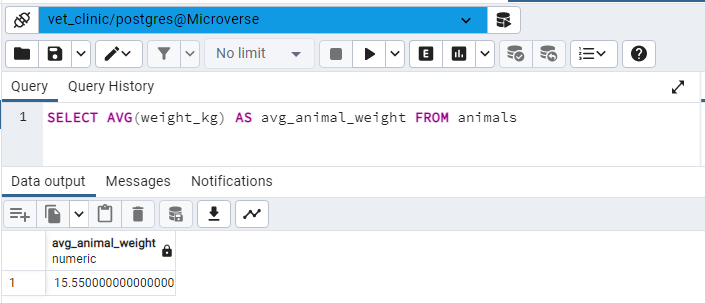 vet_clinic/postgres@Microverse
No limit
E
Query
Query History
1
SELECT AVG(weight_kg) AS avg_animal_weight FROM animals
Data output
Messages
Notifications
avg_animal_weight
numeric
1
15.550000000000000